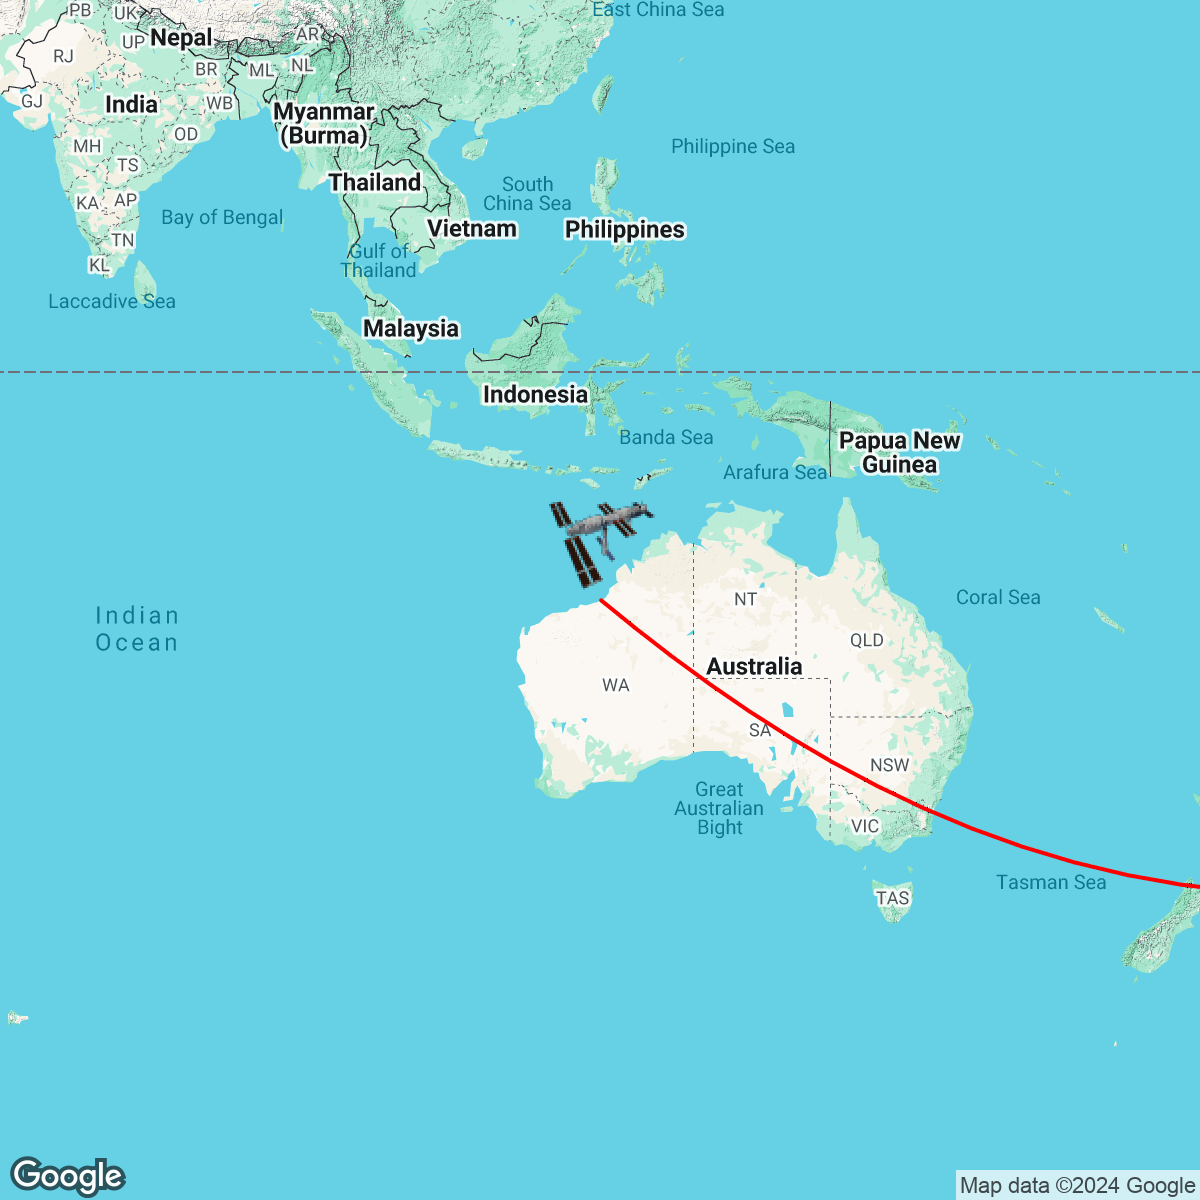 East China Sea
PB
UK
Nepal
UP
AR
RJ
BR
ML
NL
GJ
India
WB
Myanmar
(Burma)
OD
MH
TS
Philippine Sea
Thailand
South
China Sea
KA
AP
Bay of Bengal
Vietnam
Philippines
TN
Gulf of
Thailand
KL
Laccadive Sea
Malaysia
Indonesia
Banda Sea
Papua New
Guinea
Arafura Sea
NT
Coral Sea
Indian
Ocean
QLD
Australia
WA
SA
NSW
Great
Australian
Bight
VIC
Tasman Sea
TAS
Google
Map data ©2024 Google